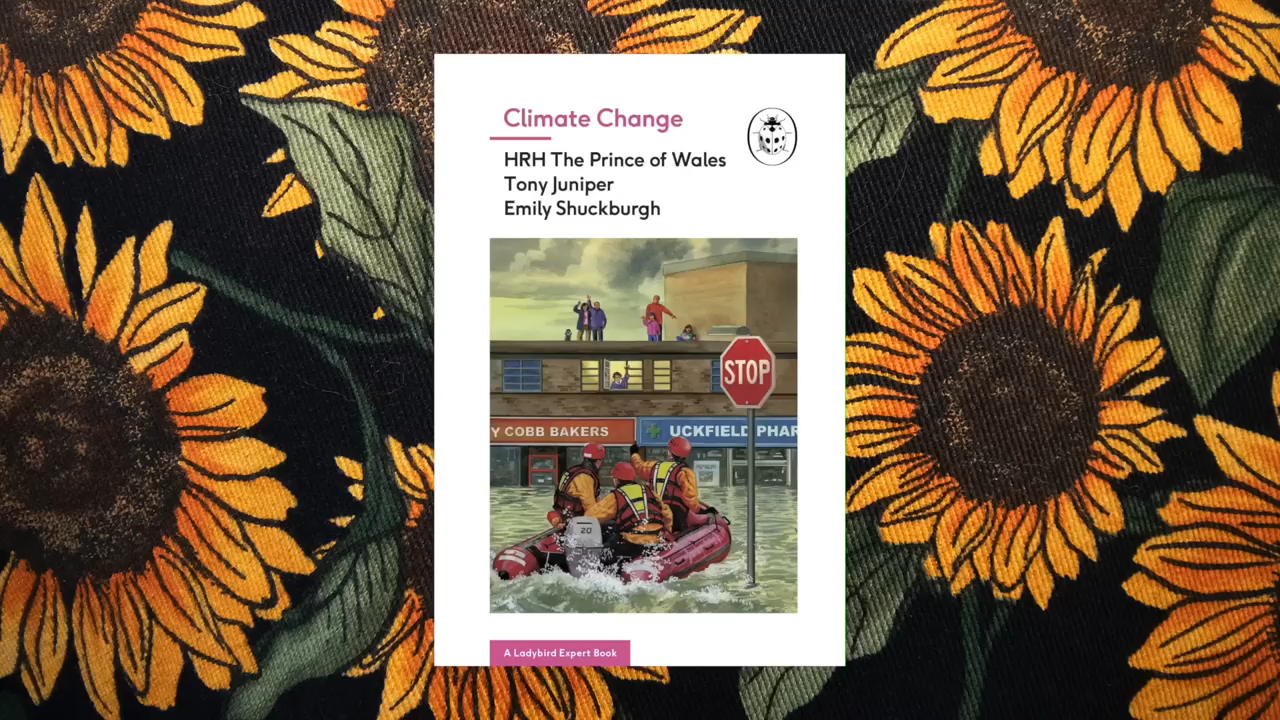 Climate Change
HRH The Prince of Wales
Tony Juniper
Emily Shuckburgh
STOP
Y COBB BAKERS
UCKFIELD PHAR
20
A Ladybird Expert Book